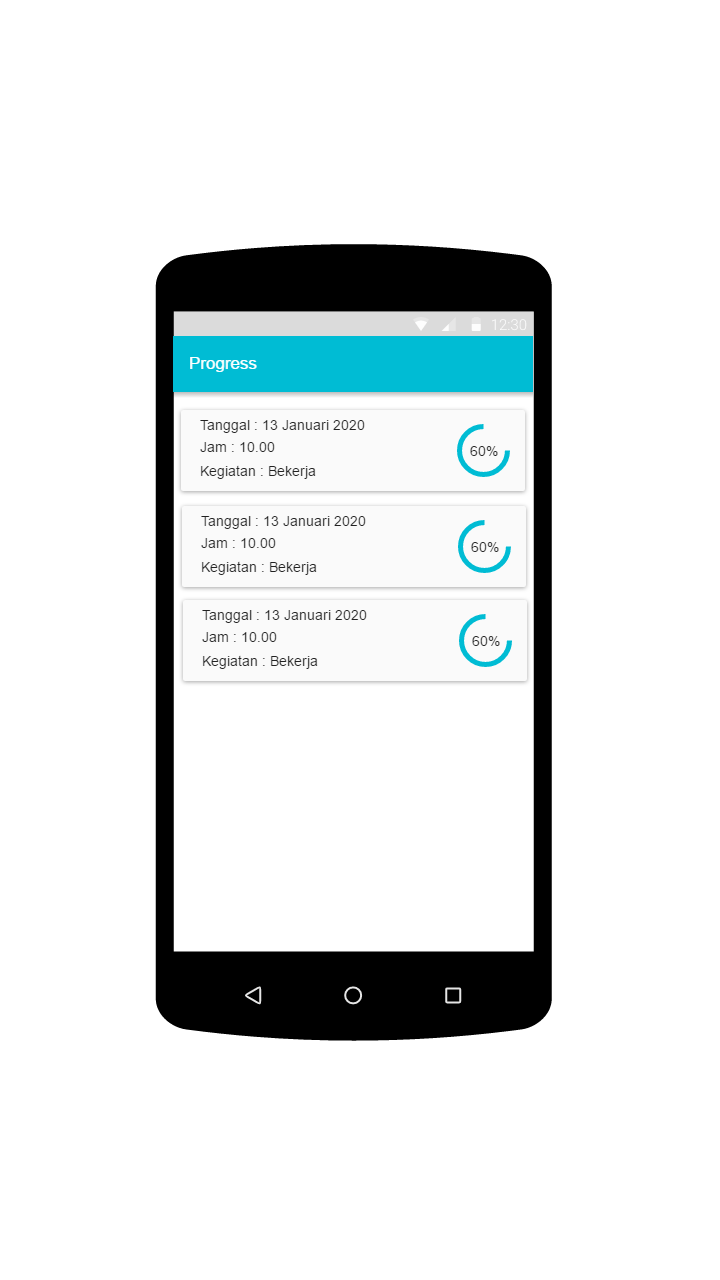 12:30
Progress
Tanggal : 13 Januari 2020
Jam : 10.00
Kegiatan : Bekerja
60%
Tanggal : 13 Januari 2020
Jam : 10.00
Kegiatan : Bekerja
60%
Tanggal : 13 Januari 2020
Jam : 10.00
Kegiatan : Bekerja
60%